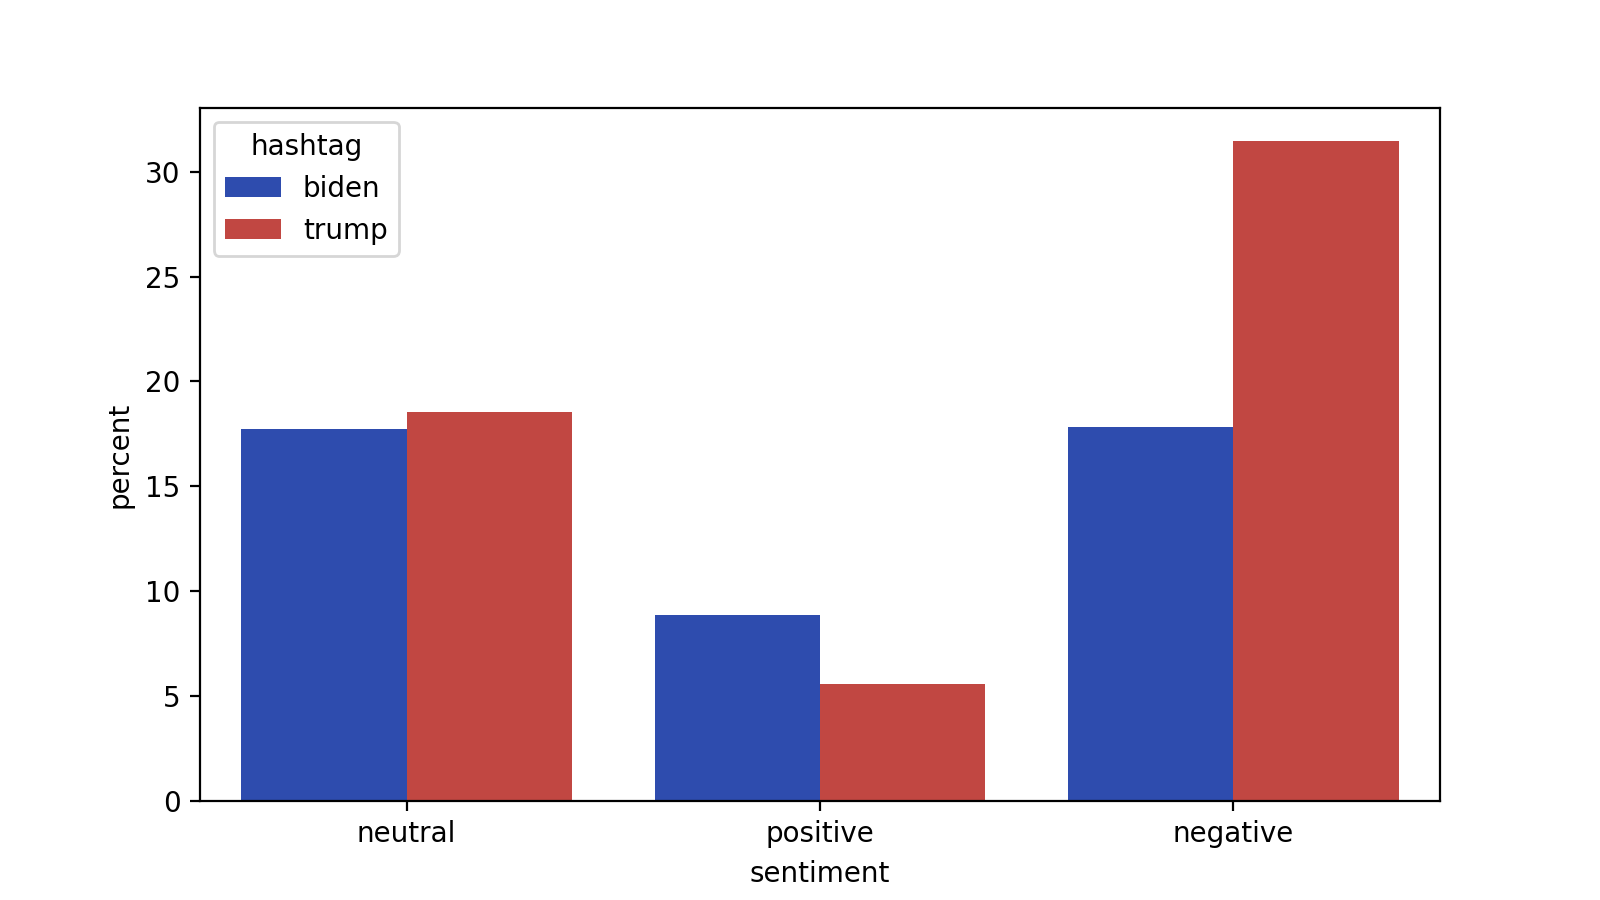 hashtag
biden
trump
30
25
20
15
10
5
0
percent
neutral positive negative
sentiment